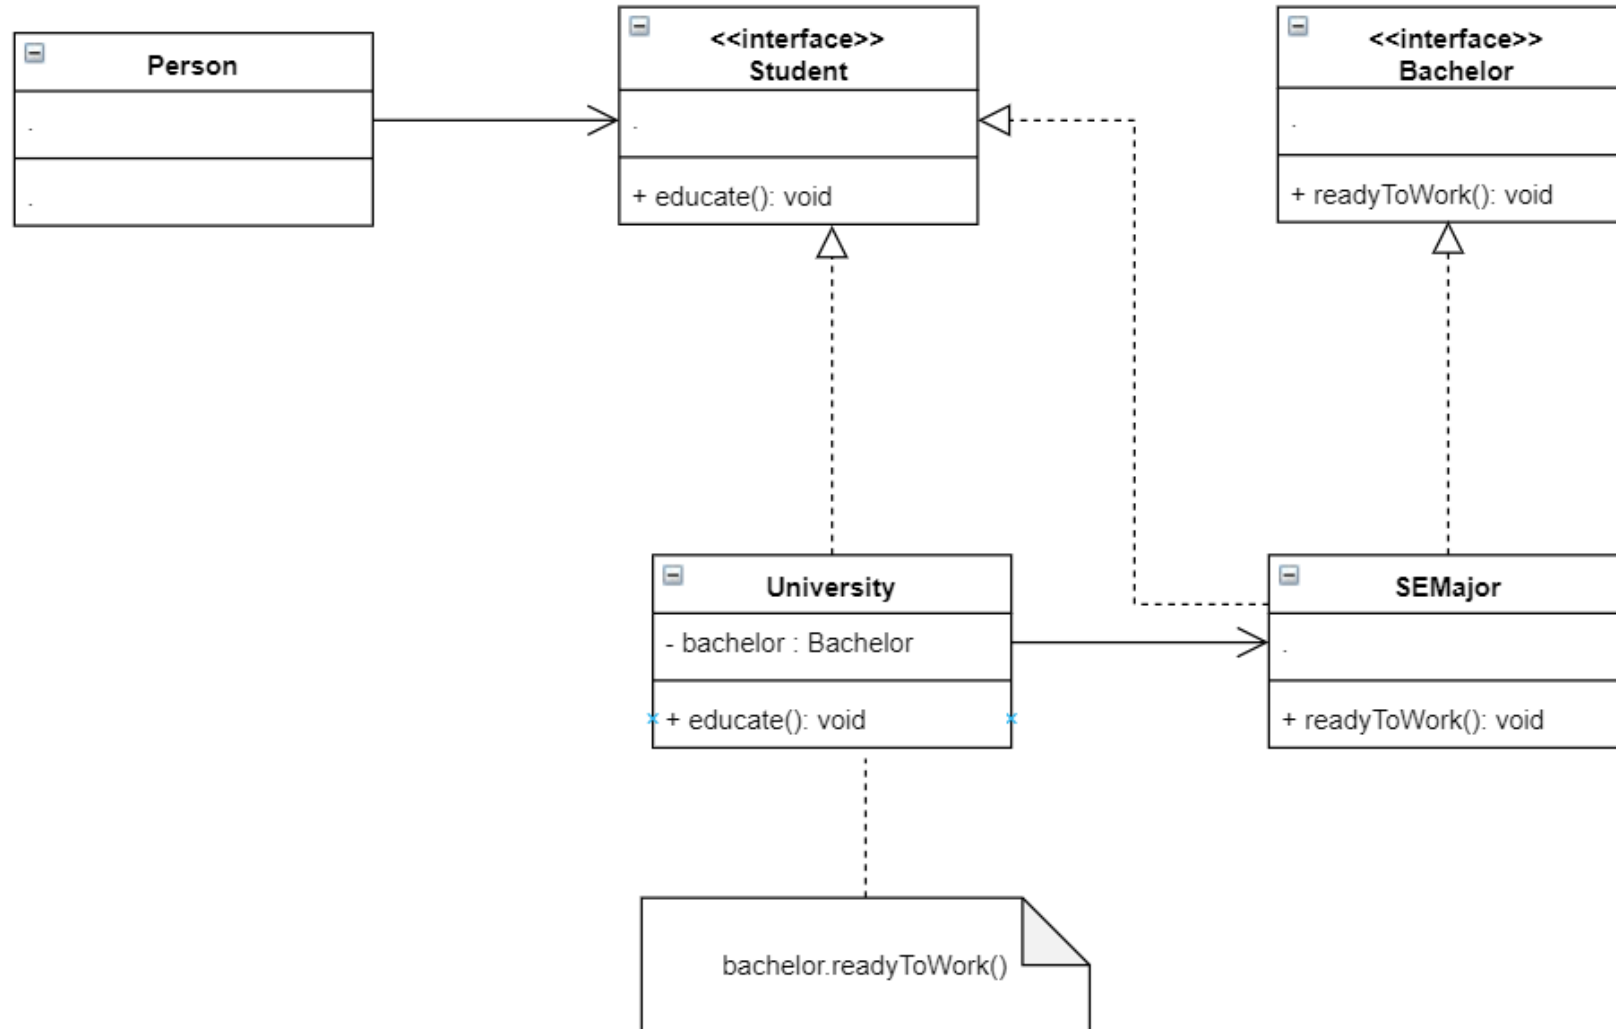 Person
.
.
<<interface>>
Student
.
+ educate(): void
<<interface>>
Bachelor
.
+ readyToWork(): void
University
- bachelor : Bachelor
+ educate(): void
SEMajor
.
+ readyToWork(): void
bachelor.readyToWork()